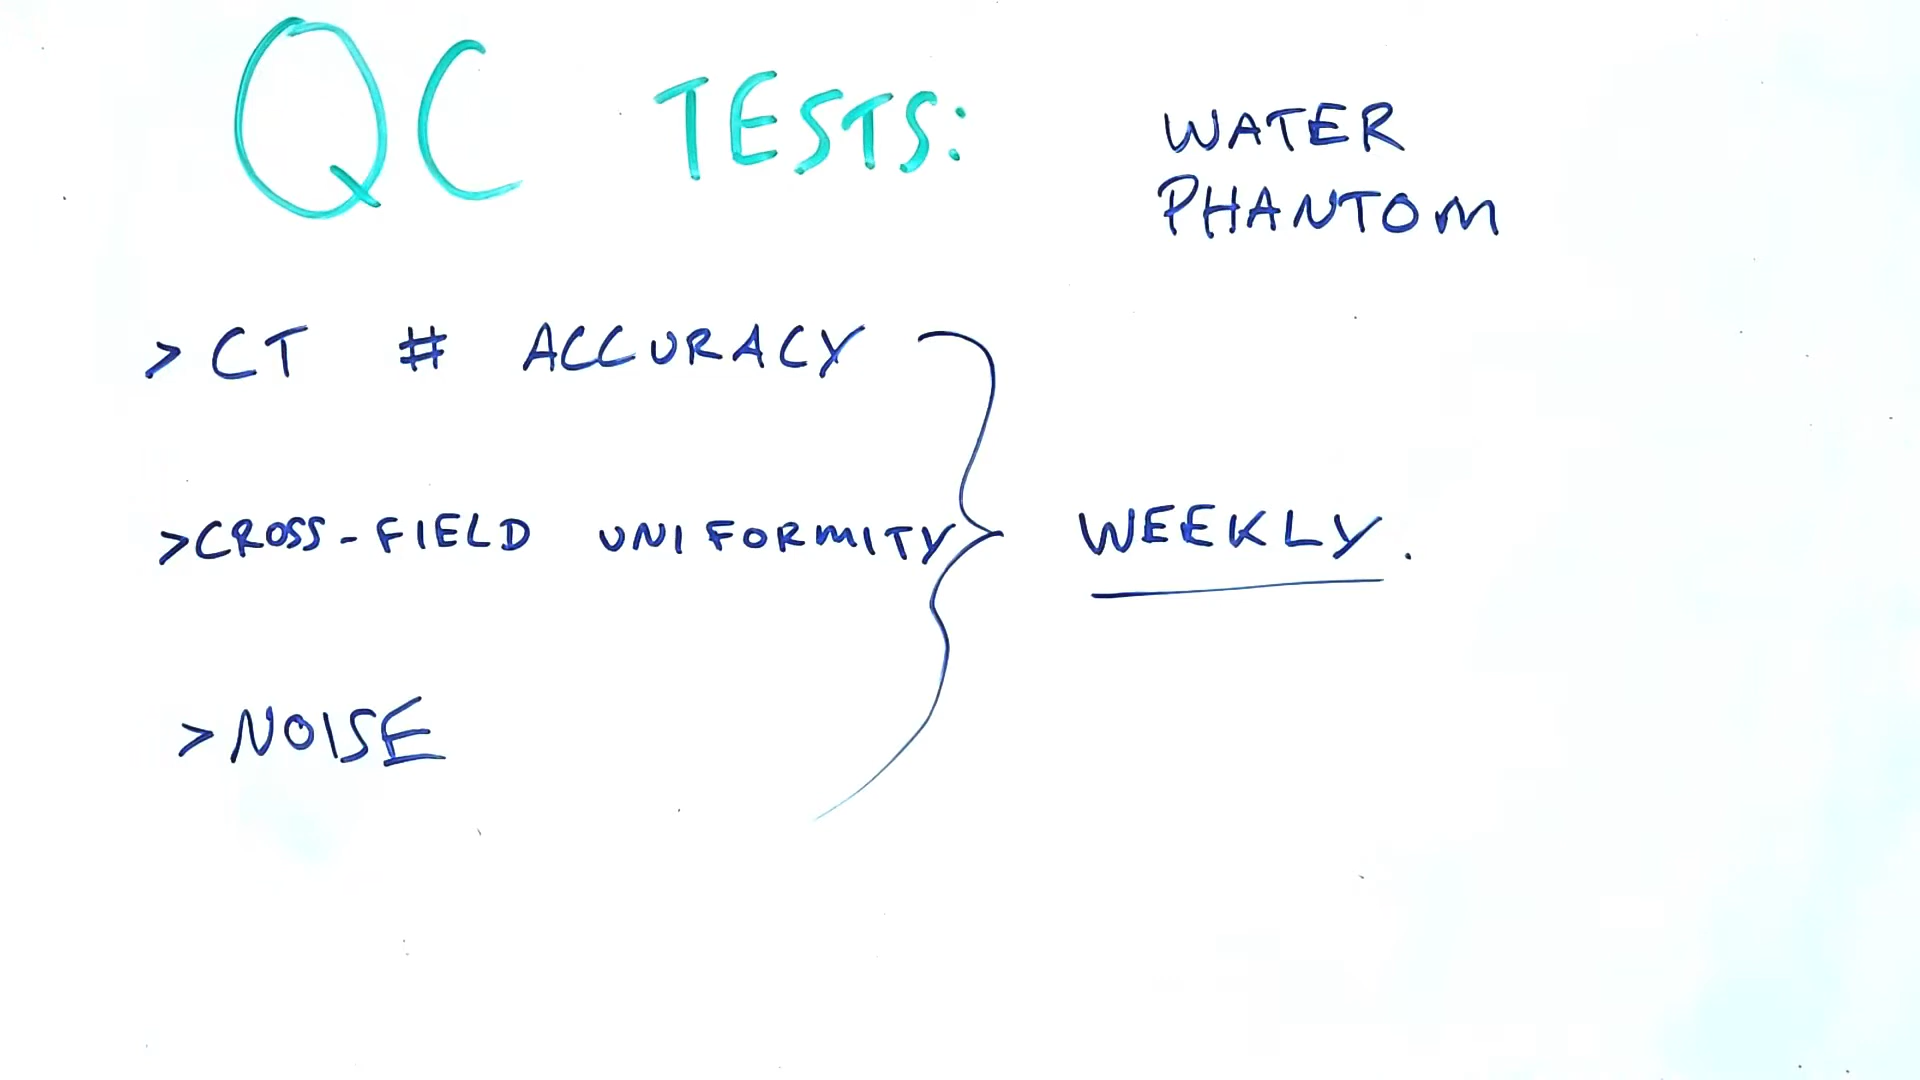 QC TESTS:
WATER
PHANTOM
> CT # ACCURACY
> CROSS-FIELD UNIFORMITY
WEEKLY.
> NOISE